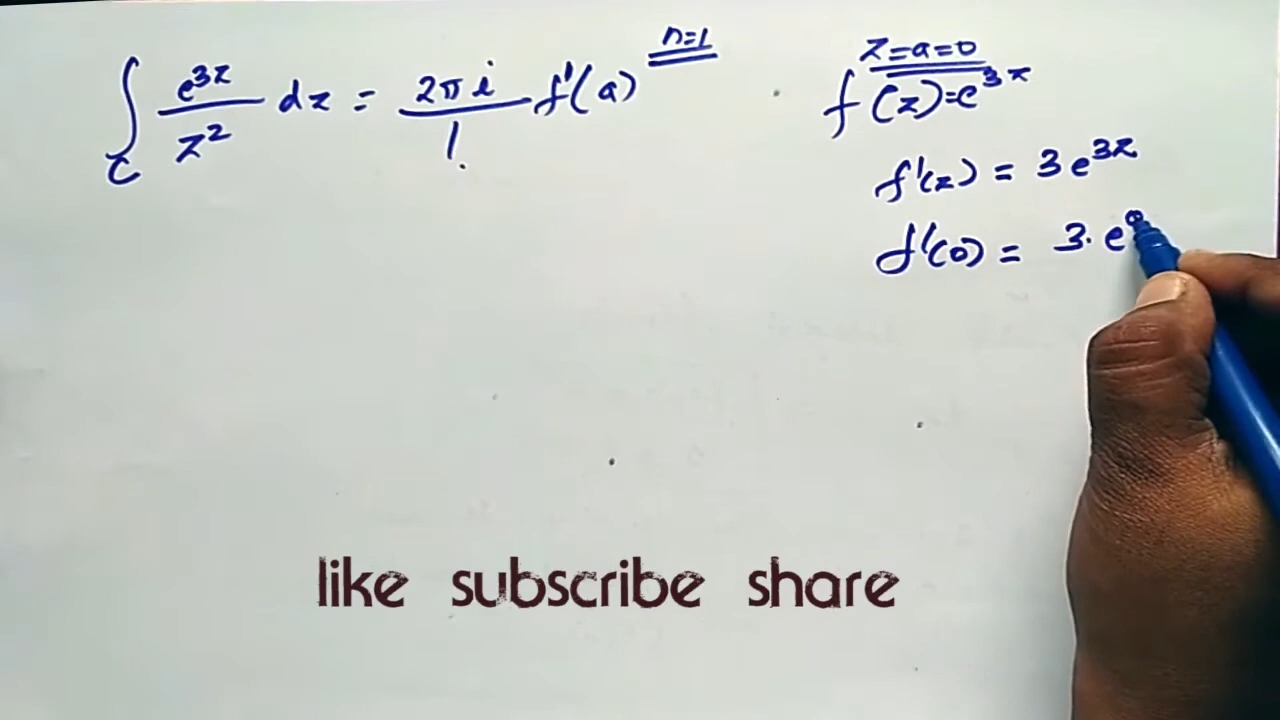 ∫_C e^{3z}/z^2 dz = 2πi/1! f'(a) n=1
z=a=0
f(z)=e^{3z}
f'(z) = 3e^{3z}
f'(0) = 3.e^0
like subscribe share